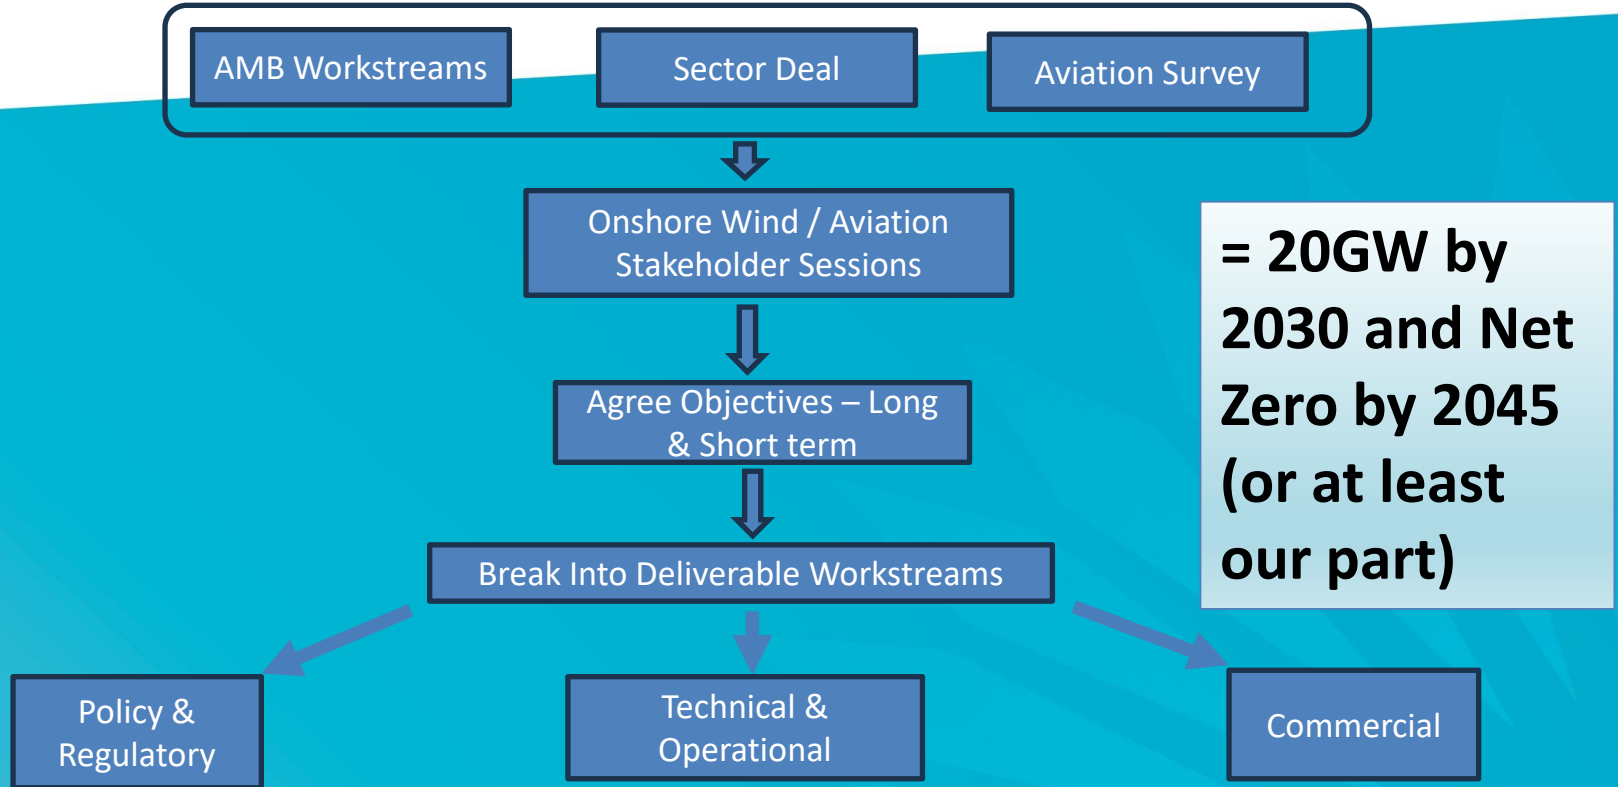 AMB Workstreams
Sector Deal
Aviation Survey
Onshore Wind / Aviation
Stakeholder Sessions
= 20GW by
2030 and Net
Zero by 2045
(or at least
our part)
Agree Objectives – Long
& Short term
Break Into Deliverable Workstreams
Policy &
Regulatory
Technical &
Operational
Commercial